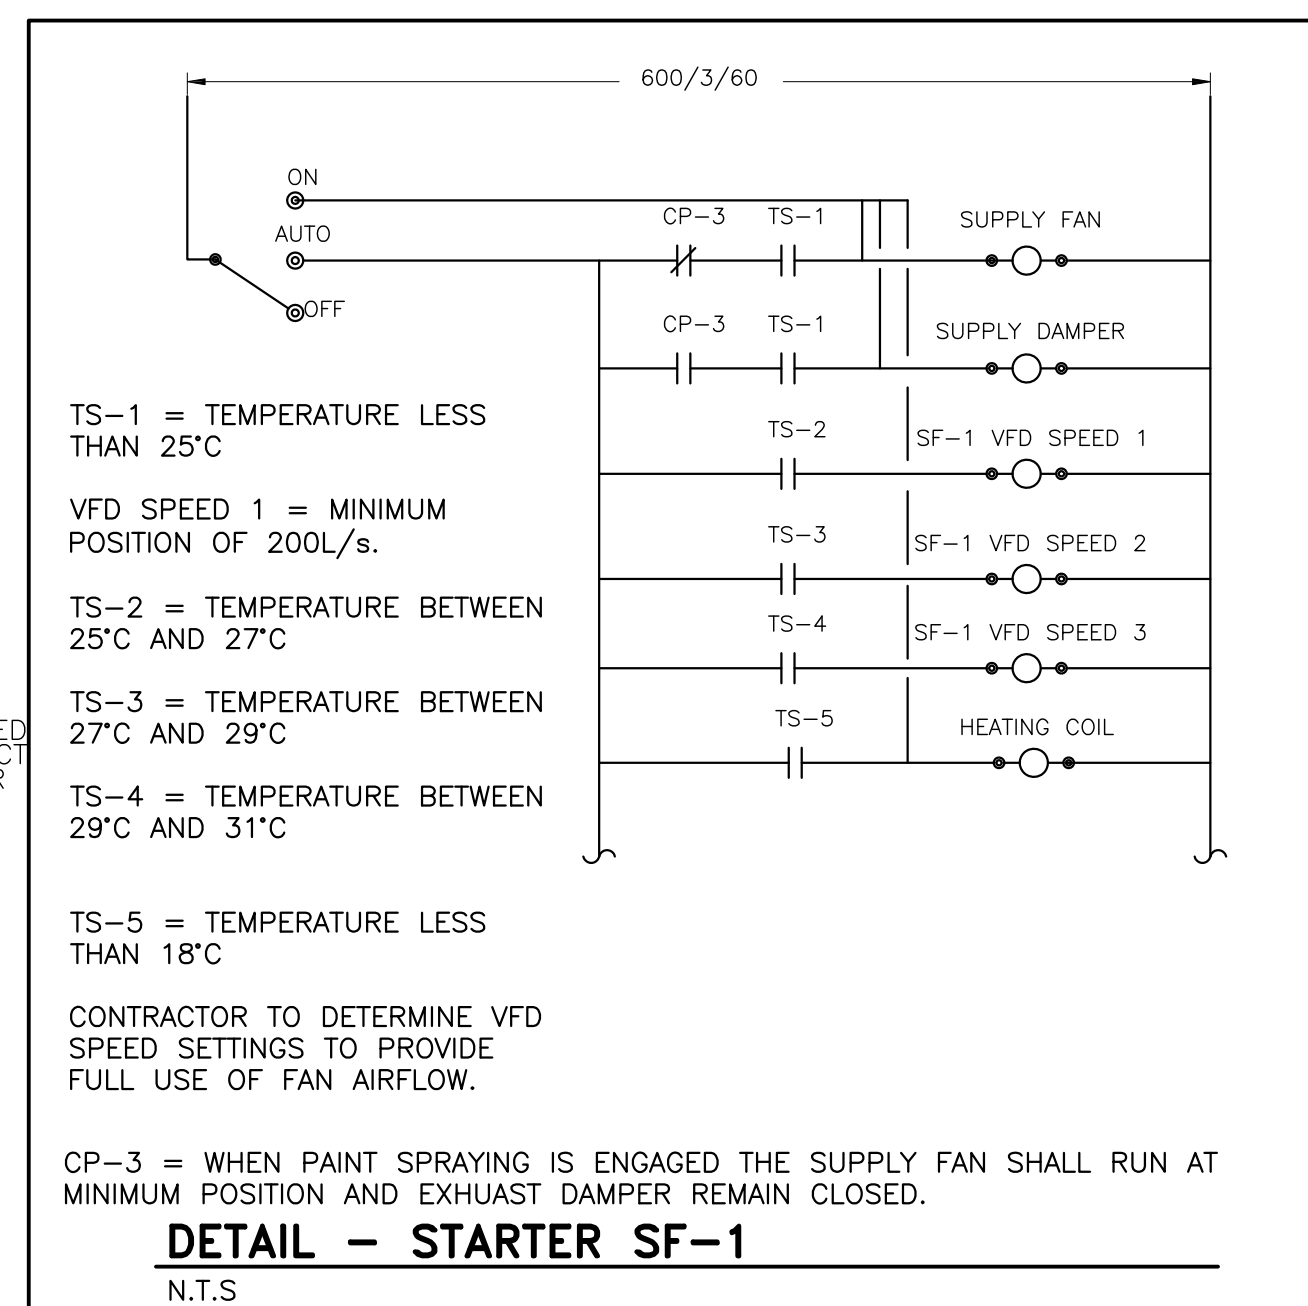 600/3/60
ON
AUTO
OFF
CP-3 TS-1 SUPPLY FAN
CP-3 TS-1 SUPPLY DAMPER
TS-2 SF-1 VFD SPEED 1
TS-3 SF-1 VFD SPEED 2
TS-4 SF-1 VFD SPEED 3
TS-5 HEATING COIL
TS-1 = TEMPERATURE LESS
THAN 25°C
VFD SPEED 1 = MINIMUM
POSITION OF 200L/s.
TS-2 = TEMPERATURE BETWEEN
25°C AND 27°C
TS-3 = TEMPERATURE BETWEEN
27°C AND 29°C
TS-4 = TEMPERATURE BETWEEN
29°C AND 31°C
TS-5 = TEMPERATURE LESS
THAN 18°C
CONTRACTOR TO DETERMINE VFD
SPEED SETTINGS TO PROVIDE
FULL USE OF FAN AIRFLOW.
CP-3 = WHEN PAINT SPRAYING IS ENGAGED THE SUPPLY FAN SHALL RUN AT
MINIMUM POSITION AND EXHUAST DAMPER REMAIN CLOSED.
DETAIL - STARTER SF-1
N.T.S